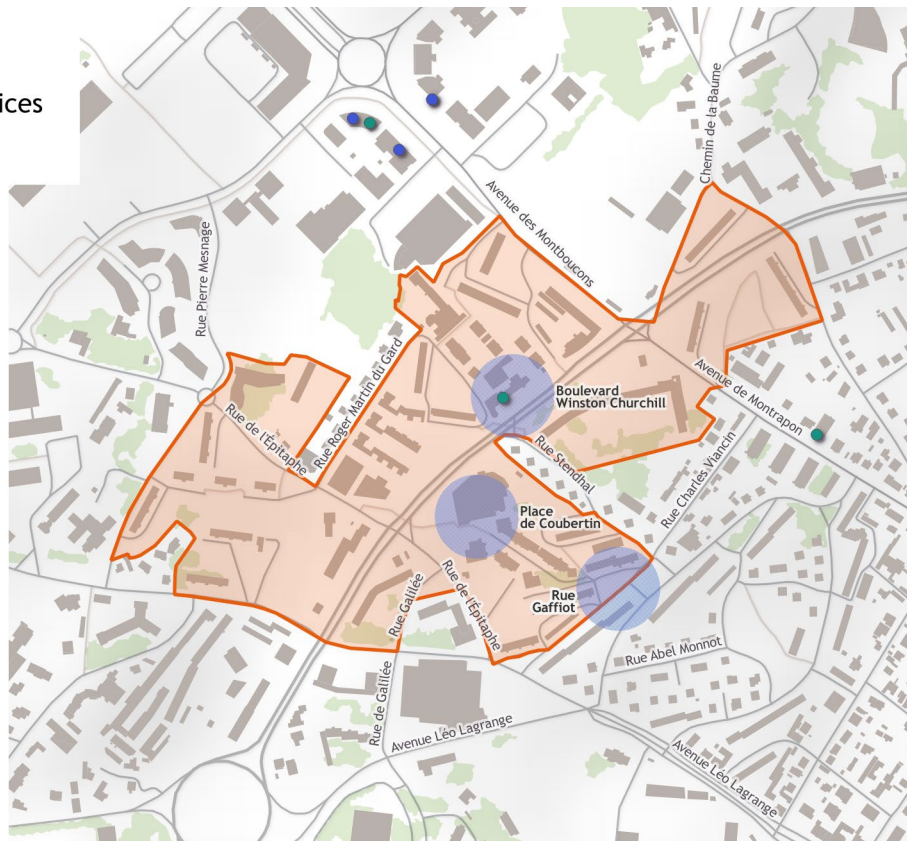 ices
Chemin de la Baume
Avenue des Montboucons
Rue Pierre Mesnage
Rue Roger Martin du Gard
Avenue de Montrapon
Boulevard
Winston Churchill
Rue de l'Épitaphe
Rue Stendhal
Rue Charles Viancin
Place
de Coubertin
Rue Galilée
Rue de l'Épitaphe
Rue
Gaffiot
Rue Abel Monnot
Rue de Galilée
Avenue Léo Lagrange
Avenue Léo Lagrange